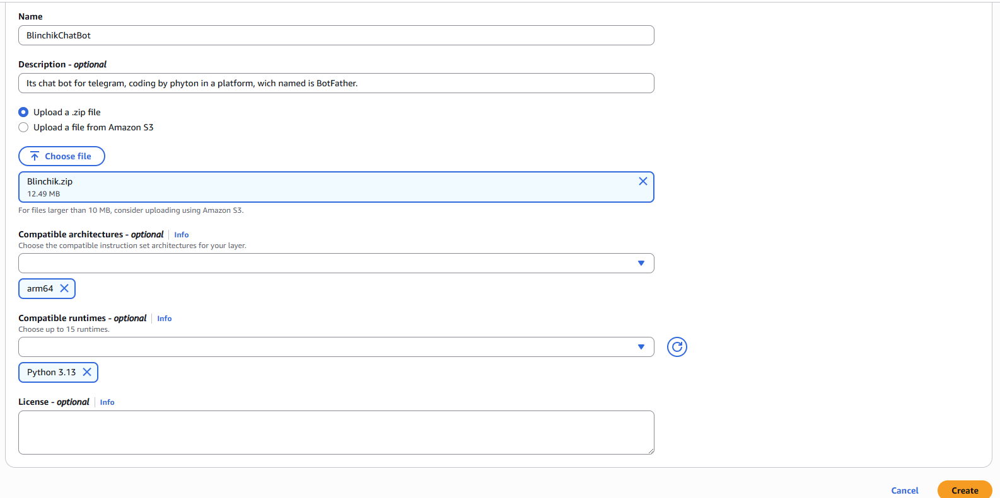 Name
BlinchikChatBot
Description - optional
Its chat bot for telegram, coding by phyton in a platform, wich named is BotFather.
Upload a .zip file
Upload a file from Amazon S3
Choose file
Blinchik.zip
12.49 MB
For files larger than 10 MB, consider uploading using Amazon S3.
Compatible architectures - optional Info
Choose the compatible instruction set architectures for your layer.
arm64
Compatible runtimes - optional Info
Choose up to 15 runtimes.
Python 3.13
License - optional Info
Cancel Create